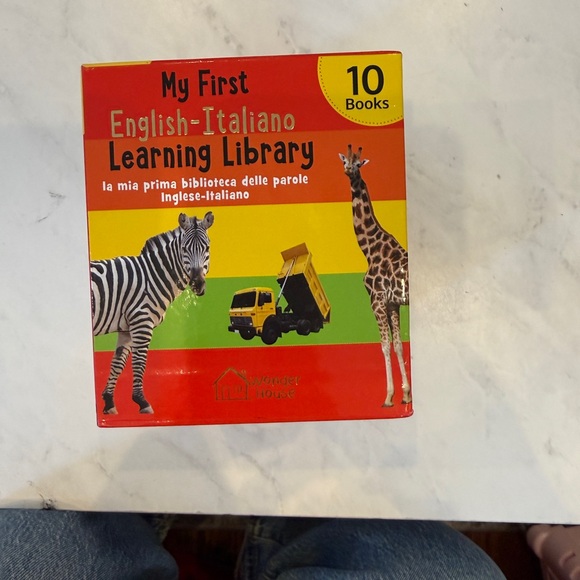 My First
10
Books
English-Italiano
Learning Library
la mia prima biblioteca delle parole
Inglese-Italiano
wonder
house